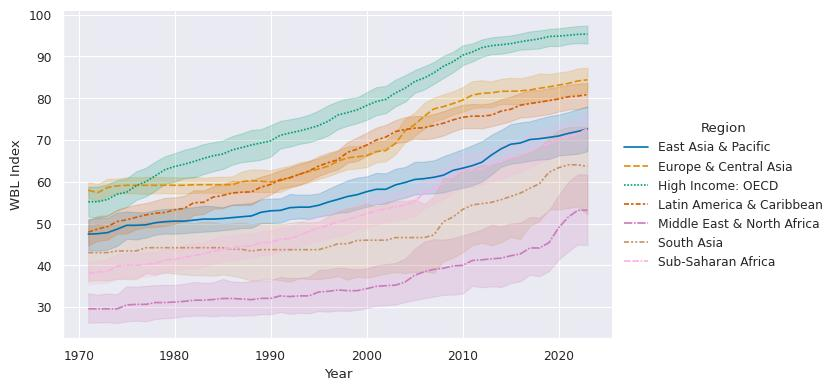 100
90
80
70
60
50
40
30
WBL Index
1970
1980
1990
2000
2010
2020
Year
Region
East Asia & Pacific
Europe & Central Asia
High Income: OECD
Latin America & Caribbean
Middle East & North Africa
South Asia
Sub-Saharan Africa